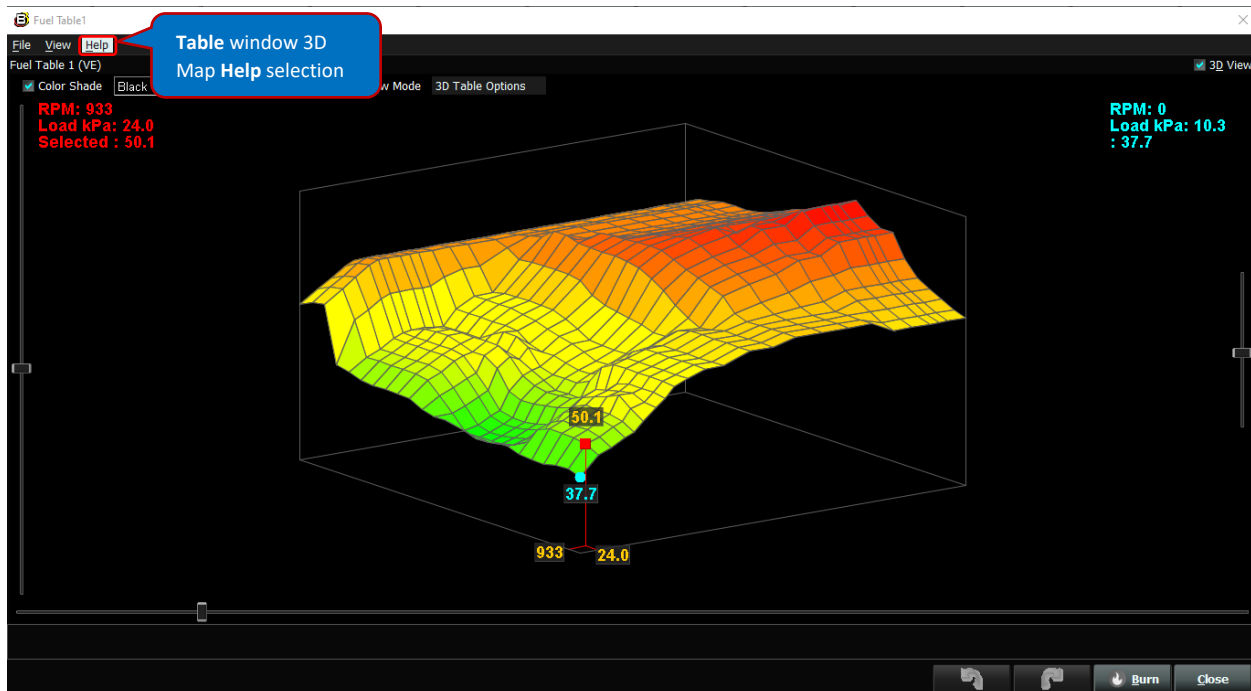 Fuel Table1
File View Help
Table window 3D
Map Help selection
Fuel Table 1 (VE)
3D View
Color Shade Black w Mode 3D Table Options
RPM: 933
Load kPa: 24.0
Selected : 50.1
RPM: 0
Load kPa: 10.3
: 37.7
50.1
37.7
933 24.0
Burn Close